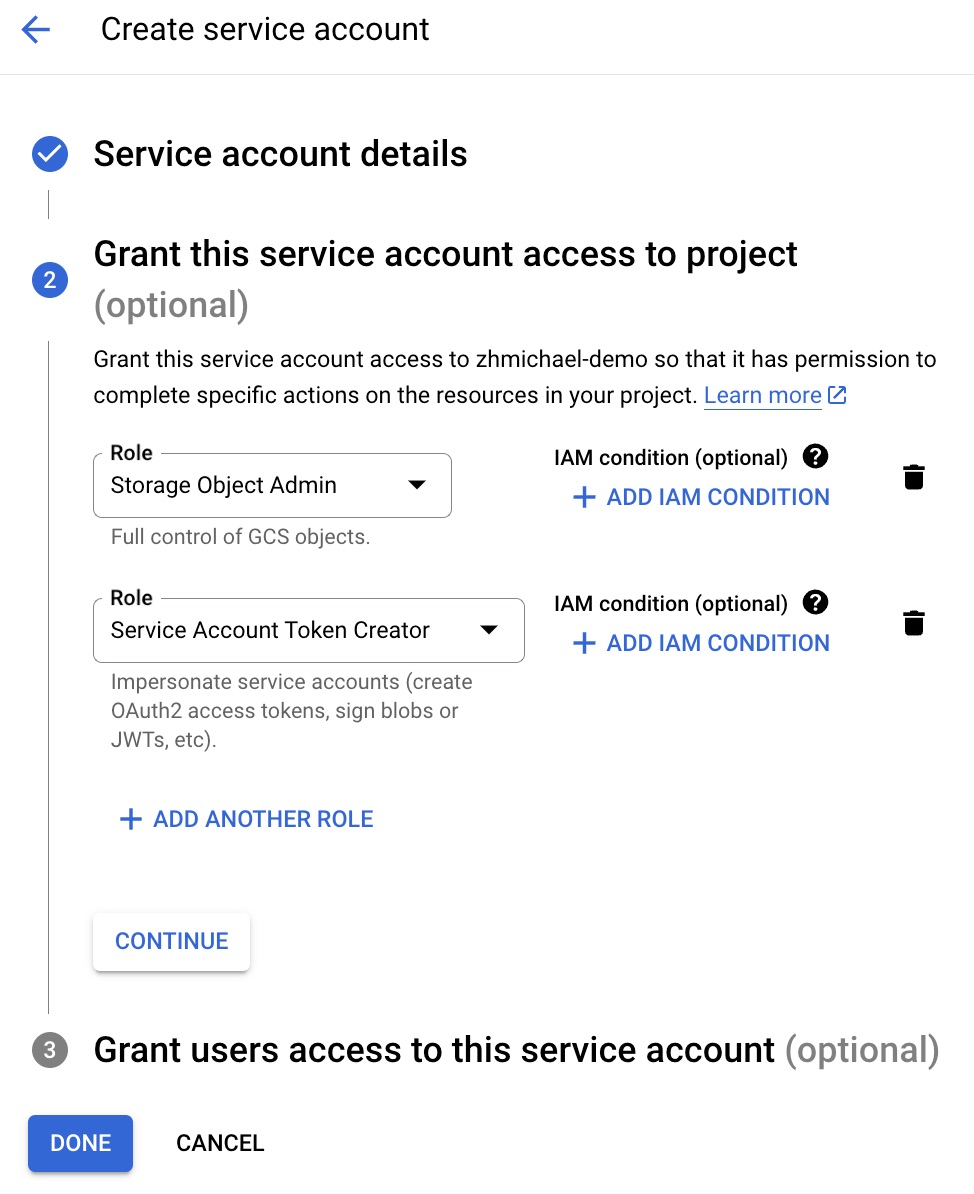 Create service account
Service account details
2
Grant this service account access to project
(optional)
Grant this service account access to zhmichael-demo so that it has permission to
complete specific actions on the resources in your project. Learn more
Role
Storage Object Admin
Full control of GCS objects.
IAM condition (optional) ?
+ ADD IAM CONDITION
Role
Service Account Token Creator
Impersonate service accounts (create
OAuth2 access tokens, sign blobs or
JWTs, etc).
IAM condition (optional) ?
+ ADD IAM CONDITION
+ ADD ANOTHER ROLE
CONTINUE
3
Grant users access to this service account (optional)
DONE
CANCEL